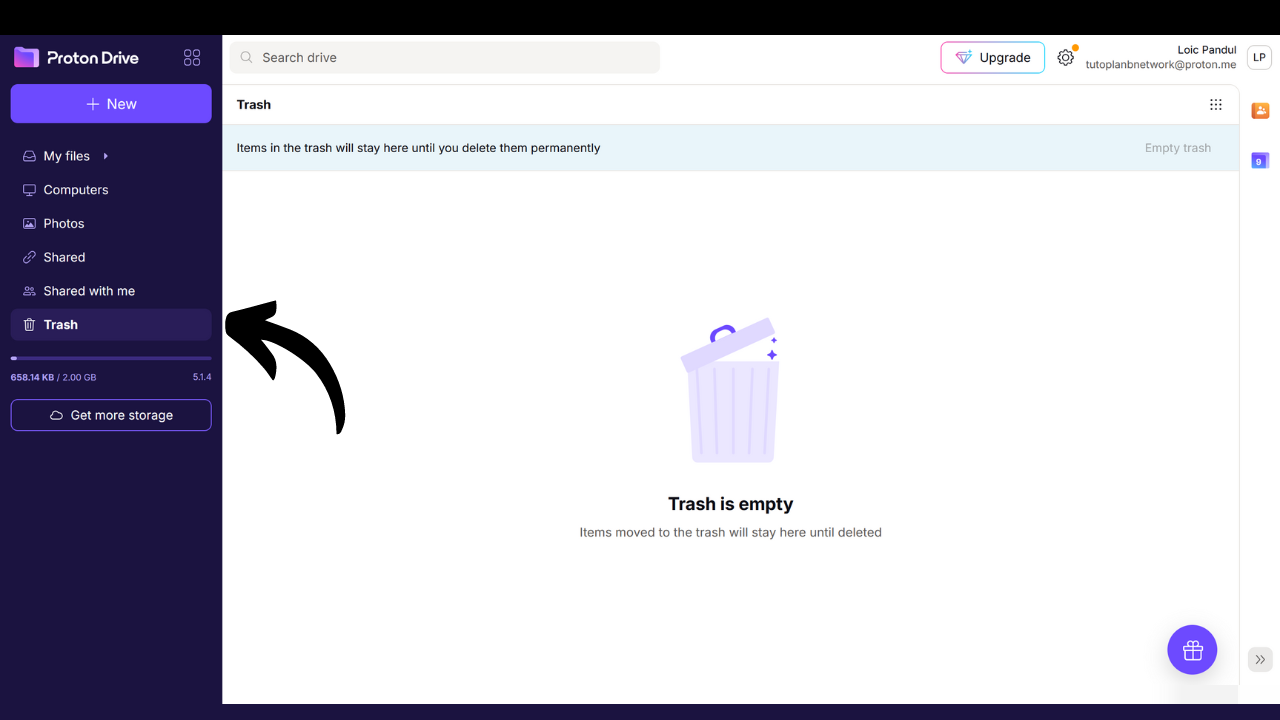 Proton Drive
New
My files
Computers
Photos
Shared
Shared with me
Trash
658.14 KB / 2.00 GB
5.1.4
Get more storage
Search drive
Upgrade
Loic Pandul
tutoplanbnetwork@proton.me
LP
Trash
Items in the trash will stay here until you delete them permanently
Empty trash
Trash is empty
Items moved to the trash will stay here until deleted
9